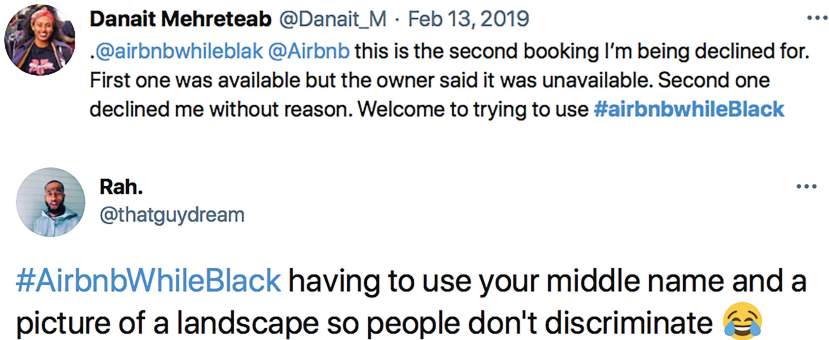 Danait Mehreteab @Danait_M · Feb 13, 2019
.@airbnbwhileblak @Airbnb this is the second booking I’m being declined for.
First one was available but the owner said it was unavailable. Second one
declined me without reason. Welcome to trying to use #airbnbwhileBlack
Rah.
@thatguydream
#AirbnbWhileBlack having to use your middle name and a
picture of a landscape so people don't discriminate 😂